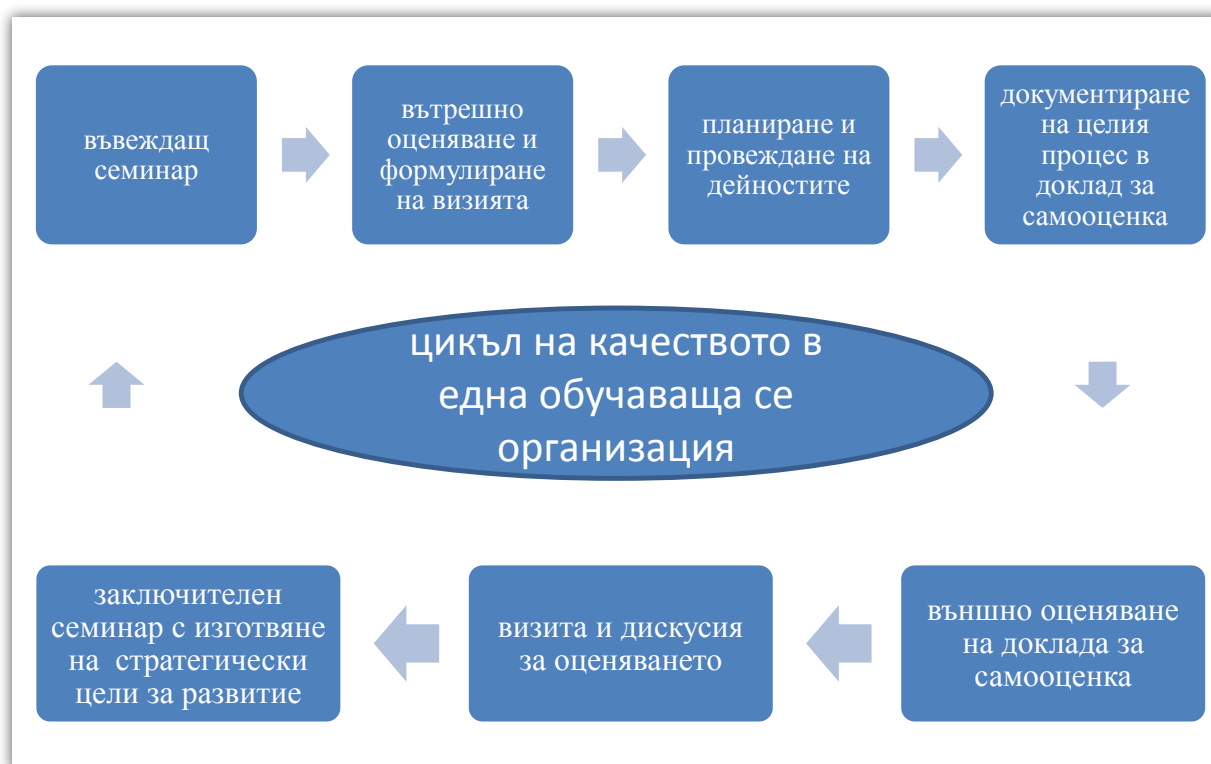 въвеждащ
семинар
вътрешно
оценяване и
формулиране
на визията
планиране и
провеждане на
дейностите
документиране
на целия
процес в
доклад за
самооценка
цикъл на качеството в
една обучаваща се
организация
заключителен
семинар с изготвяне
на стратегически
цели за развитие
визита и дискусия
за оценяването
външно оценяване
на доклада за
самооценка